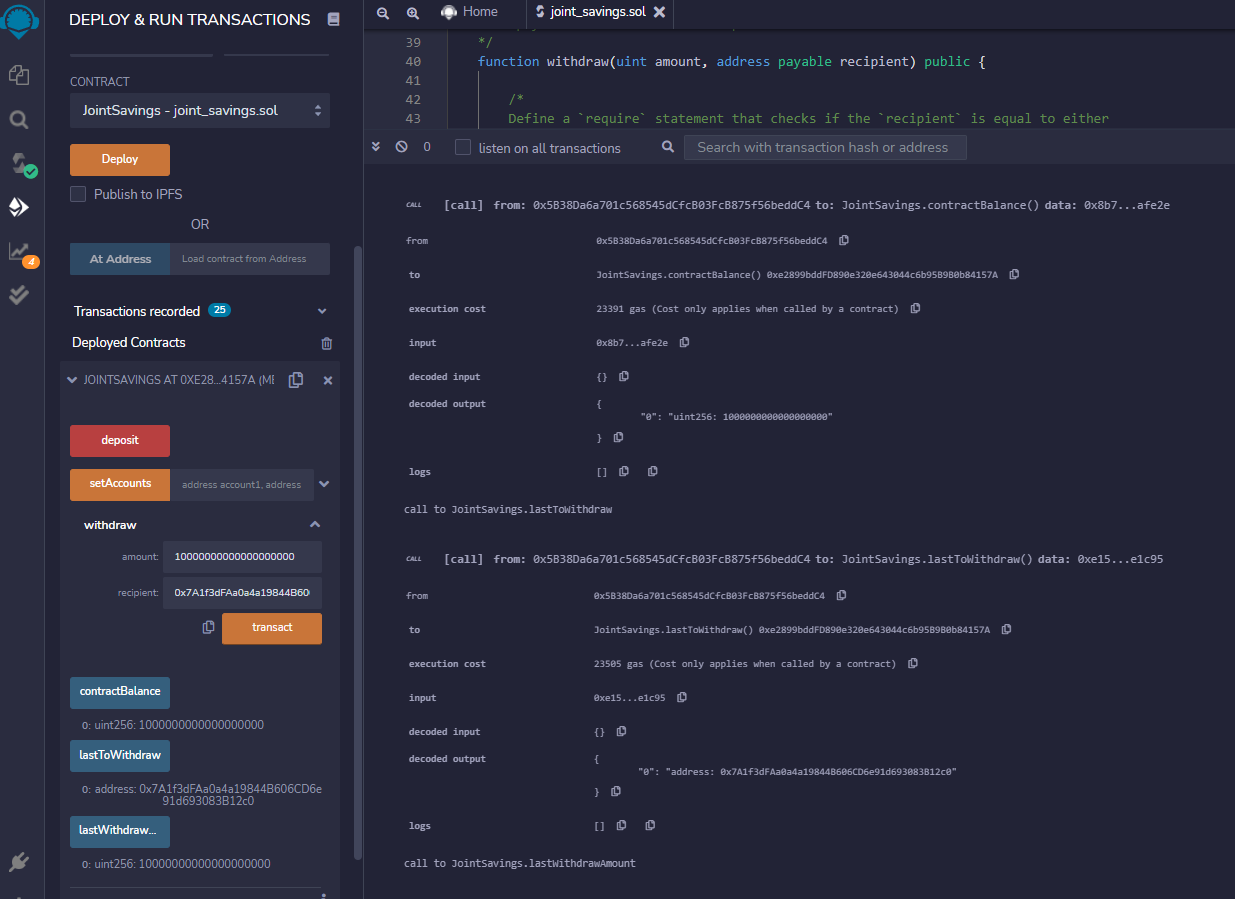 DEPLOY & RUN TRANSACTIONS
CONTRACT
JointSavings - joint_savings.sol
Deploy
Publish to IPFS
OR
At Address
Load contract from Address
4
Transactions recorded 25
Deployed Contracts
JOINTSAVINGS AT 0XE28...4157A (ME
deposit
setAccounts
address account1, address
withdraw
amount: 10000000000000000000
recipient: 0x7A1f3dFAa0a4a19844B60
transact
contractBalance
0: uint256: 1000000000000000000
lastToWithdraw
0: address: 0x7A1f3dFAa0a4a19844B606CD6e
91d693083B12c0
lastWithdraw...
0: uint256: 10000000000000000000
Home
joint_savings.sol
39 */
40 function withdraw(uint amount, address payable recipient) public {
41
42 /*
43 Define a `require` statement that checks if the `recipient` is equal to either
0 listen on all transactions
Search with transaction hash or address
CALL [call] from: 0x5B38Da6a701c568545dCfcB03FcB875f56beddC4 to: JointSavings.contractBalance() data: 0x8b7...afe2e
from 0x5B38Da6a701c568545dCfcB03FcB875f56beddC4
to JointSavings.contractBalance() 0xe2899bddFD890e320e643044c6b95B9B0b84157A
execution cost 23391 gas (Cost only applies when called by a contract)
input 0x8b7...afe2e
decoded input {}
decoded output {
"0": "uint256: 1000000000000000000"
}
logs []
call to JointSavings.lastToWithdraw
CALL [call] from: 0x5B38Da6a701c568545dCfcB03FcB875f56beddC4 to: JointSavings.lastToWithdraw() data: 0xe15...e1c95
from 0x5B38Da6a701c568545dCfcB03FcB875f56beddC4
to JointSavings.lastToWithdraw() 0xe2899bddFD890e320e643044c6b95B9B0b84157A
execution cost 23505 gas (Cost only applies when called by a contract)
input 0xe15...e1c95
decoded input {}
decoded output {
"0": "address: 0x7A1f3dFAa0a4a19844B606CD6e91d693083B12c0"
}
logs []
call to JointSavings.lastWithdrawAmount